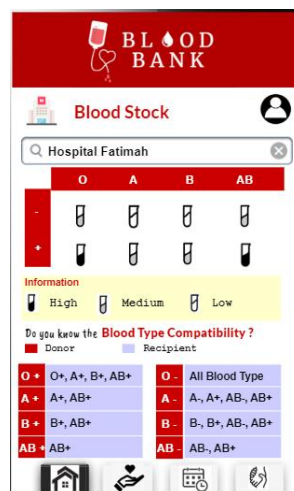 BLOOD
BANK
Blood Stock
Hospital Fatimah
O A B AB
-
+
Information
High Medium Low
Do you know the Blood Type Compatibility ?
Donor Recipient
O + O+, A+, B+, AB+ O - All Blood Type
A + A+, AB+ A - A-, A+, AB-, AB+
B + B+, AB+ B - B-, B+, AB-, AB+
AB + AB+ AB - AB-, AB+